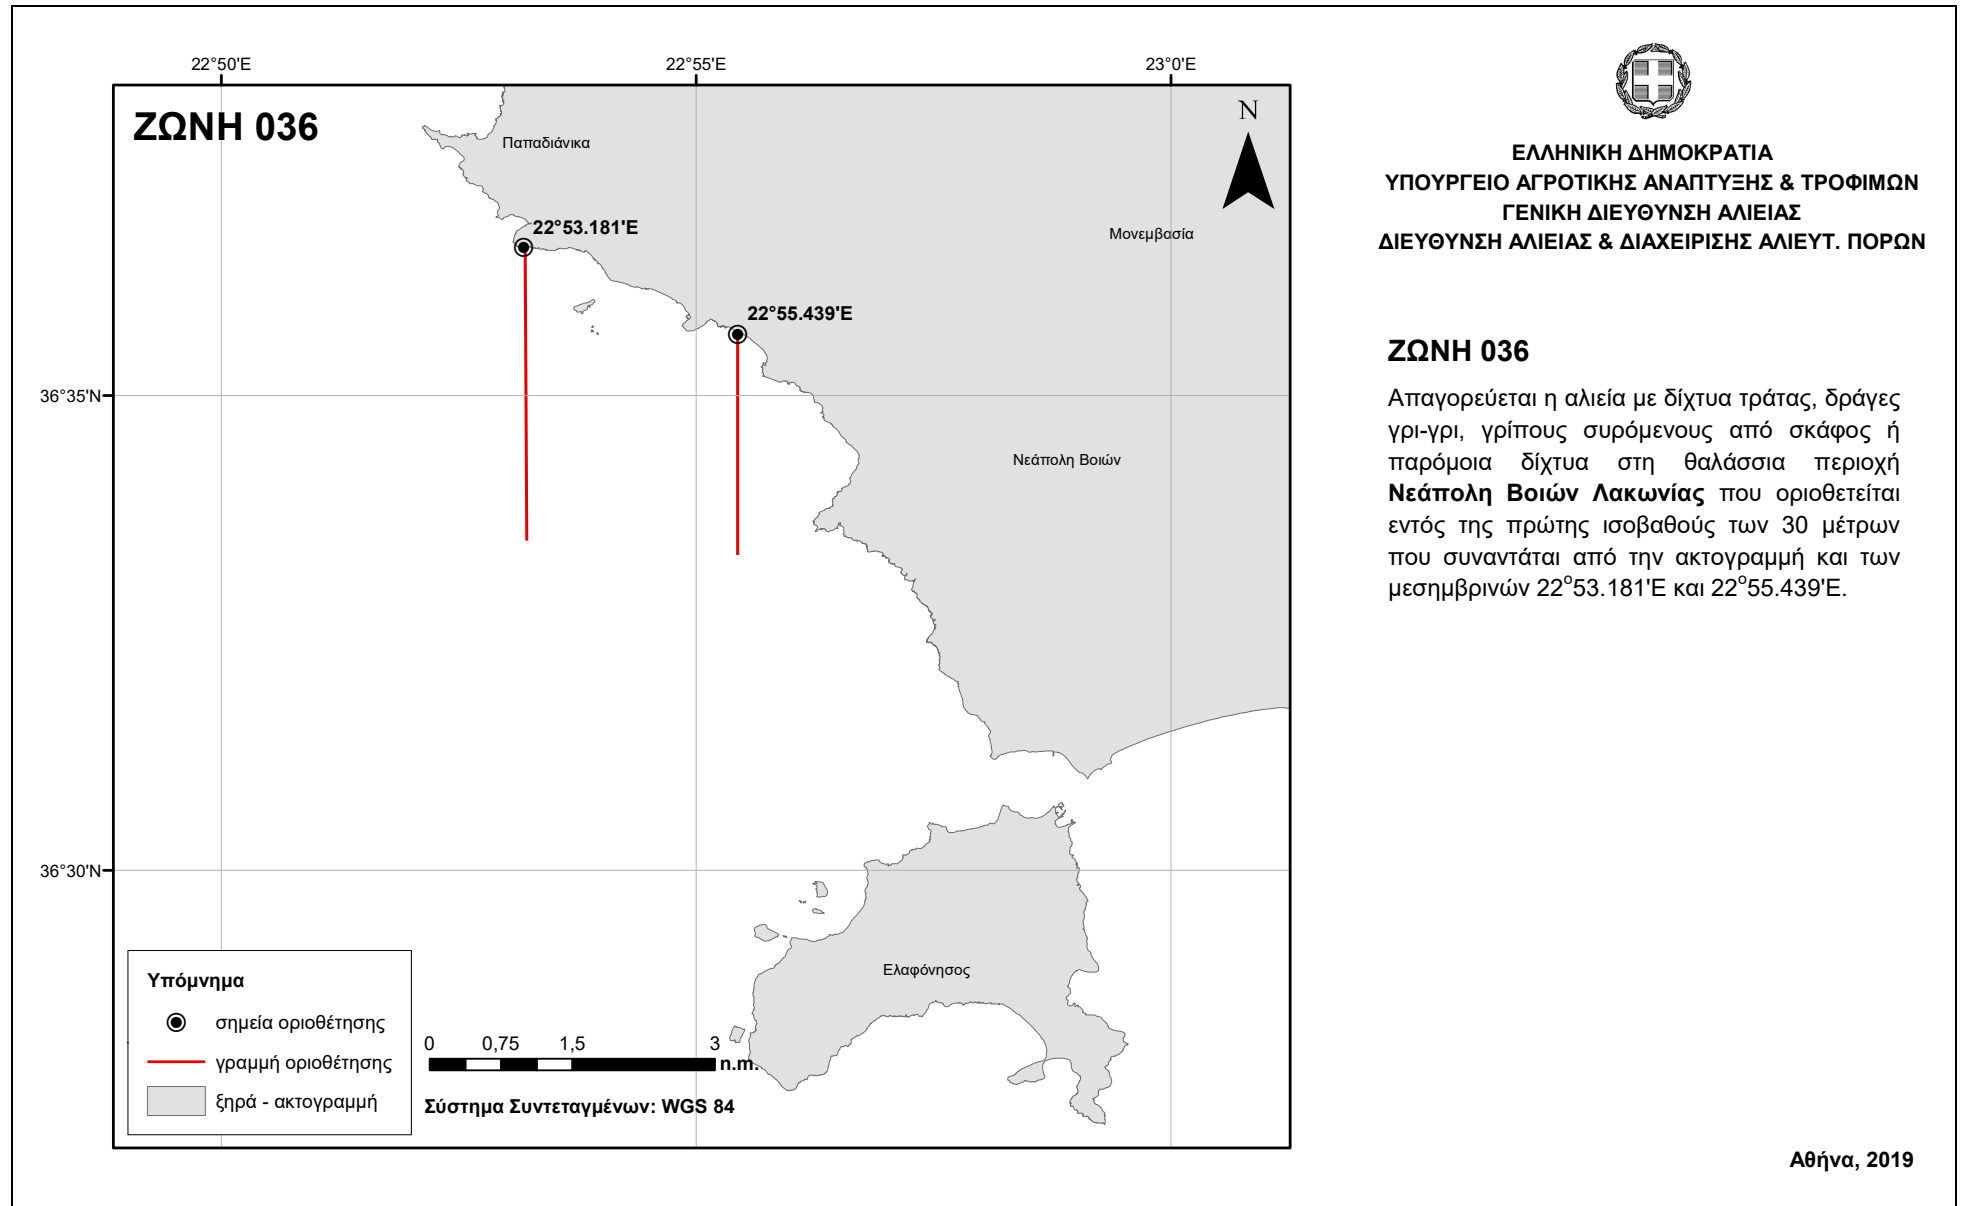 22°50'E
22°55'E
23°0'E
ΖΩΝΗ 036
Παπαδιάνικα
N
22°53.181'E
Μονεμβασία
22°55.439'E
36°35'N
Νεάπολη Βοιών
36°30'N
Ελαφόνησος
Υπόμνημα
σημεία οριοθέτησης
γραμμή οριοθέτησης
ξηρά - ακτογραμμή
0 0,75 1,5 3
n.m.
Σύστημα Συντεταγμένων: WGS 84
ΕΛΛΗΝΙΚΗ ΔΗΜΟΚΡΑΤΙΑ
ΥΠΟΥΡΓΕΙΟ ΑΓΡΟΤΙΚΗΣ ΑΝΑΠΤΥΞΗΣ & ΤΡΟΦΙΜΩΝ
ΓΕΝΙΚΗ ΔΙΕΥΘΥΝΣΗ ΑΛΙΕΙΑΣ
ΔΙΕΥΘΥΝΣΗ ΑΛΙΕΙΑΣ & ΔΙΑΧΕΙΡΙΣΗΣ ΑΛΙΕΥΤ. ΠΟΡΩΝ
ΖΩΝΗ 036
Απαγορεύεται η αλιεία με δίχτυα τράτας, δράγες
γρι-γρι, γρίπους συρόμενους από σκάφος ή
παρόμοια δίχτυα στη θαλάσσια περιοχή
Νεάπολη Βοιών Λακωνίας που οριοθετείται
εντός της πρώτης ισοβαθούς των 30 μέτρων
που συναντάται από την ακτογραμμή και των
μεσημβρινών 22°53.181'E και 22°55.439'E.
Αθήνα, 2019